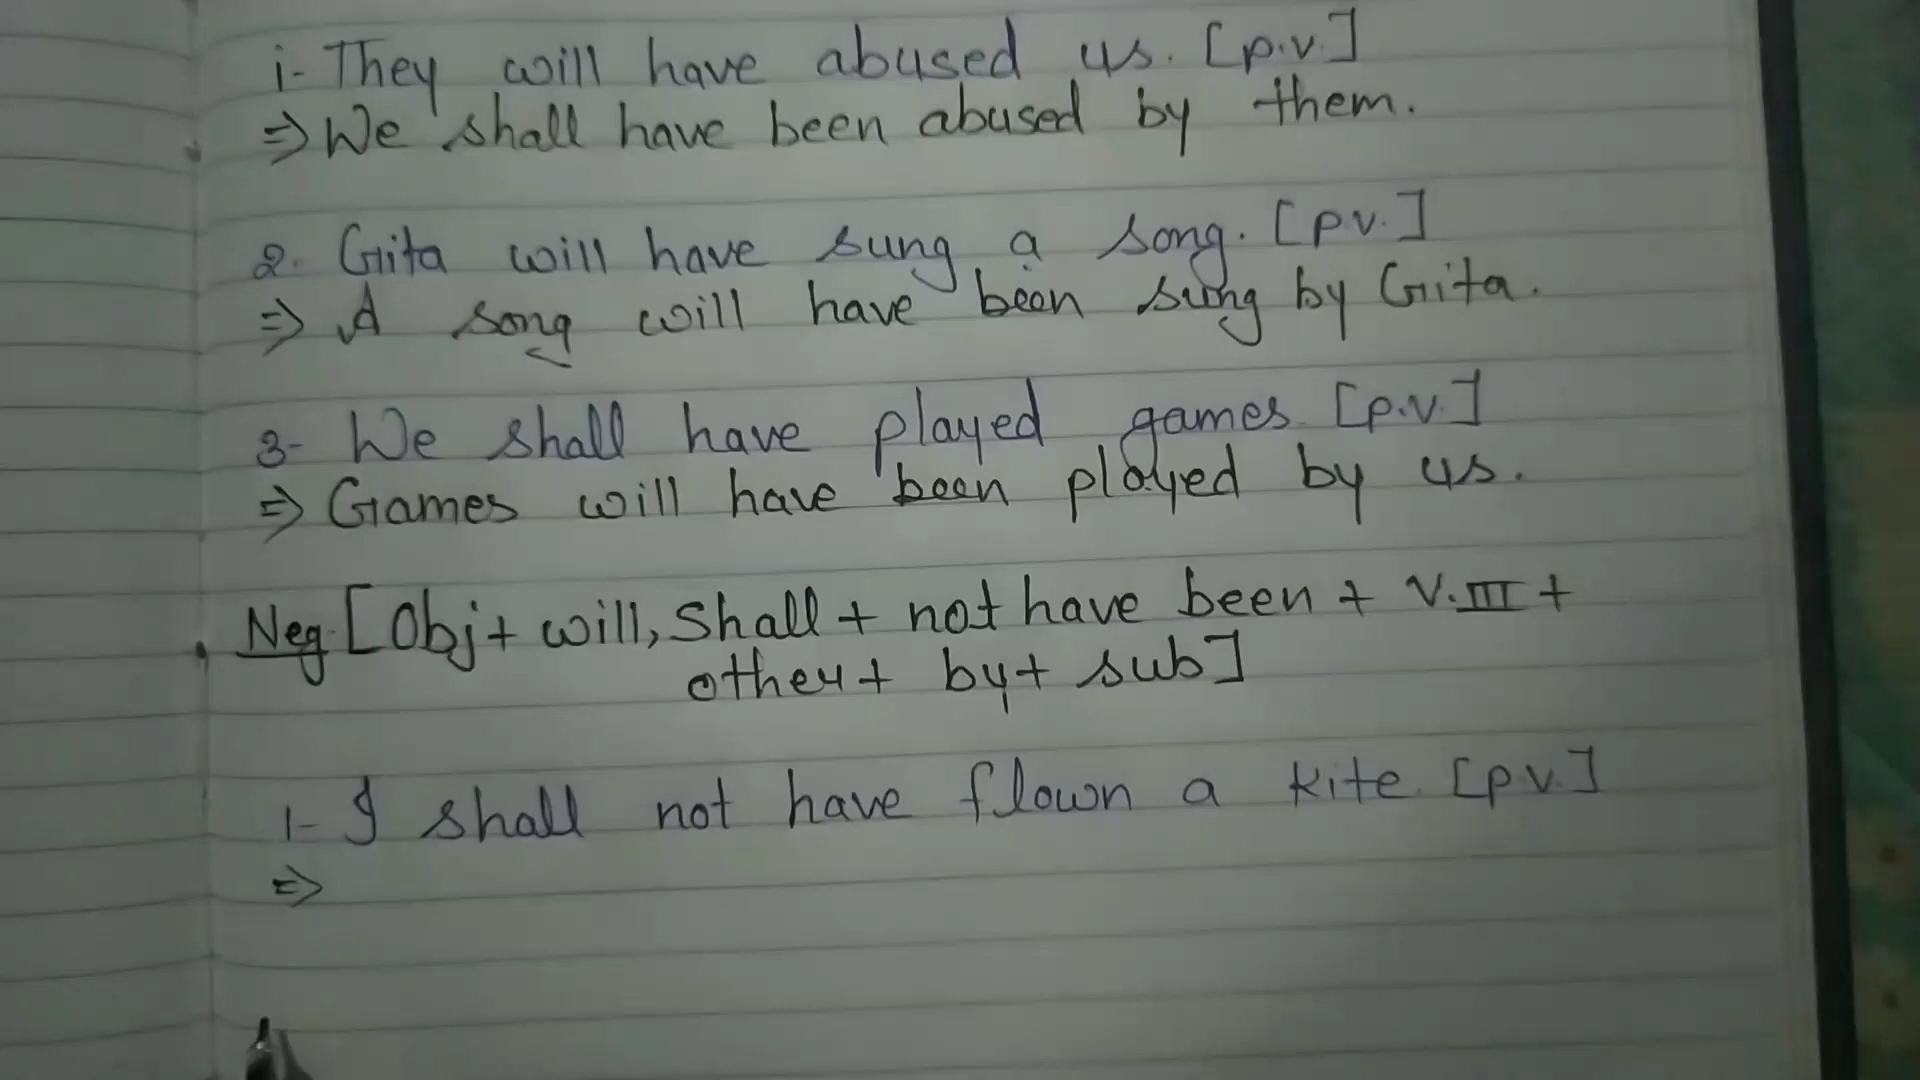 i- They will have abused us. [p.v.]
⇒ We shall have been abused by them.
2. Gita will have sung a song. [p.v.]
⇒ A song will have been sung by Gita.
3- We shall have played games. [p.v.]
⇒ Games will have been played by us.
Neg [Obj + will, Shall + not have been + V.III +
other + by + sub]
1- I shall not have flown a kite. [p.v.]
⇒